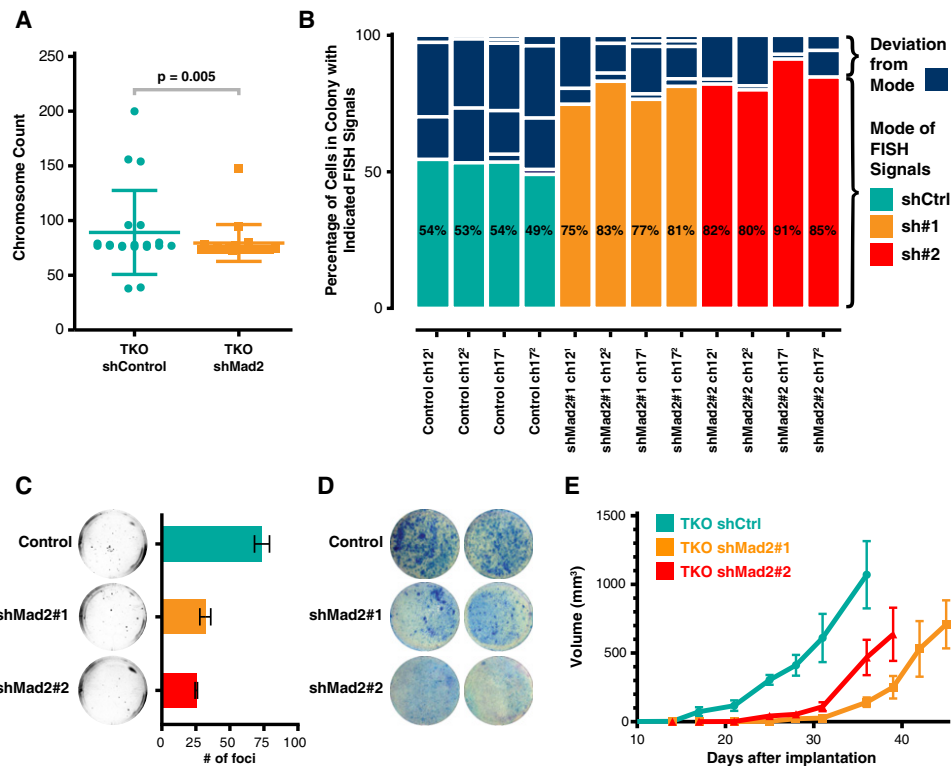 A
Chromosome Count
250
200
150
100
50
0
p = 0.005
TKO
shControl
TKO
shMad2
B
Percentage of Cells in Colony with
Indicated FISH Signals
100
50
0
54%
53%
54%
49%
75%
83%
77%
81%
82%
80%
91%
85%
Control ch12¹
Control ch12²
Control ch17¹
Control ch17²
shMad2#1 ch12¹
shMad2#1 ch12²
shMad2#1 ch17¹
shMad2#1 ch17²
shMad2#2 ch12¹
shMad2#2 ch12²
shMad2#2 ch17¹
shMad2#2 ch17²
Deviation
from
Mode
Mode of
FISH
Signals
shCtrl
sh#1
sh#2
C
Control
shMad2#1
shMad2#2
0
25
50
75
100
# of foci
D
Control
shMad2#1
shMad2#2
E
Volume (mm³)
1500
1000
500
0
TKO shCtrl
TKO shMad2#1
TKO shMad2#2
10
20
30
40
Days after implantation